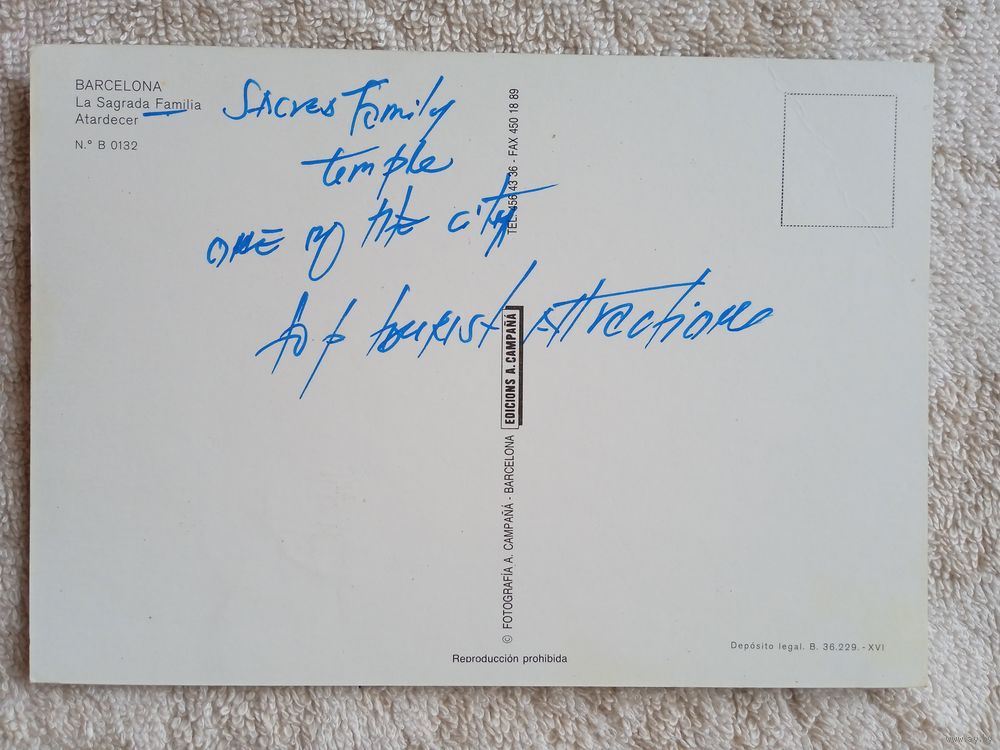 BARCELONA
La Sagrada Familia
Atardecer
N.° B 0132
Sacred Family
temple
ONE of the city
top tourist attractions
TEL. 456 43 36 - FAX 450 18 89
EDICIONS A. CAMPAÑÁ
© FOTOGRAFÍA A. CAMPAÑÁ - BARCELONA
Reproducción prohibida
Depósito legal. B. 36.229. - XVI